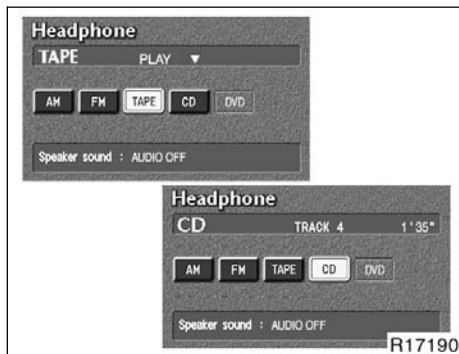 Headphone
TAPE PLAY ▼
AM FM TAPE CD DVD
Speaker sound : AUDIO OFF
Headphone
CD TRACK 4 1'35"
AM FM TAPE CD DVD
Speaker sound : AUDIO OFF
R17190